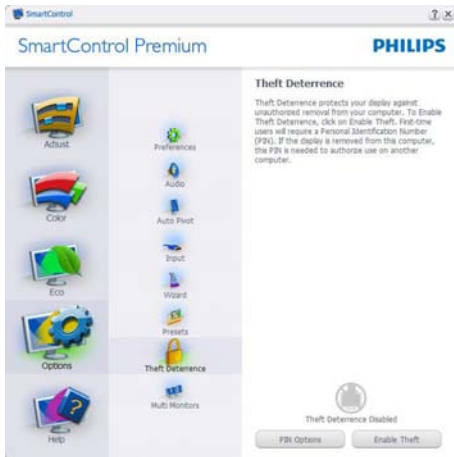 SmartControl
SmartControl Premium
PHILIPS
Adjust
Color
Eco
Options
Help
Preferences
Audio
Auto Pivot
Input
Wizard
Presets
Theft Deterrence
Multi Monitors
Theft Deterrence
Theft Deterrence protects your display against
unauthorized removal from your computer. To Enable
Theft Deterrence, click on Enable Theft. First-time
users will require a Personal Identification Number
(PIN). If the display is removed from this computer,
this PIN is needed to authorize use on another
computer.
Theft Deterrence Disabled
PIN Options
Enable Theft